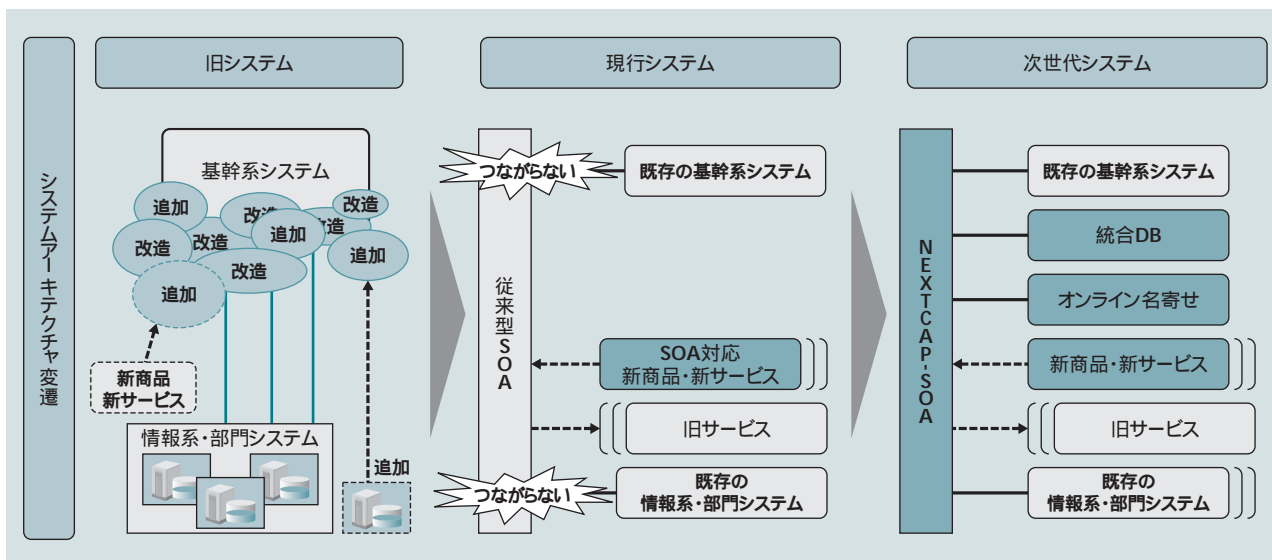 システムアーキテクチャ変遷
旧システム
基幹系システム
追加
改造
改造
改造
改造
追加
改造
改造
追加
追加
新商品
新サービス
情報系・部門システム
追加
現行システム
従来型SOA
つながらない
既存の基幹系システム
SOA対応
新商品・新サービス
旧サービス
つながらない
既存の
情報系・部門システム
次世代システム
NEXTCAP-SOA
既存の基幹系システム
統合DB
オンライン名寄せ
新商品・新サービス
旧サービス
既存の
情報系・部門システム